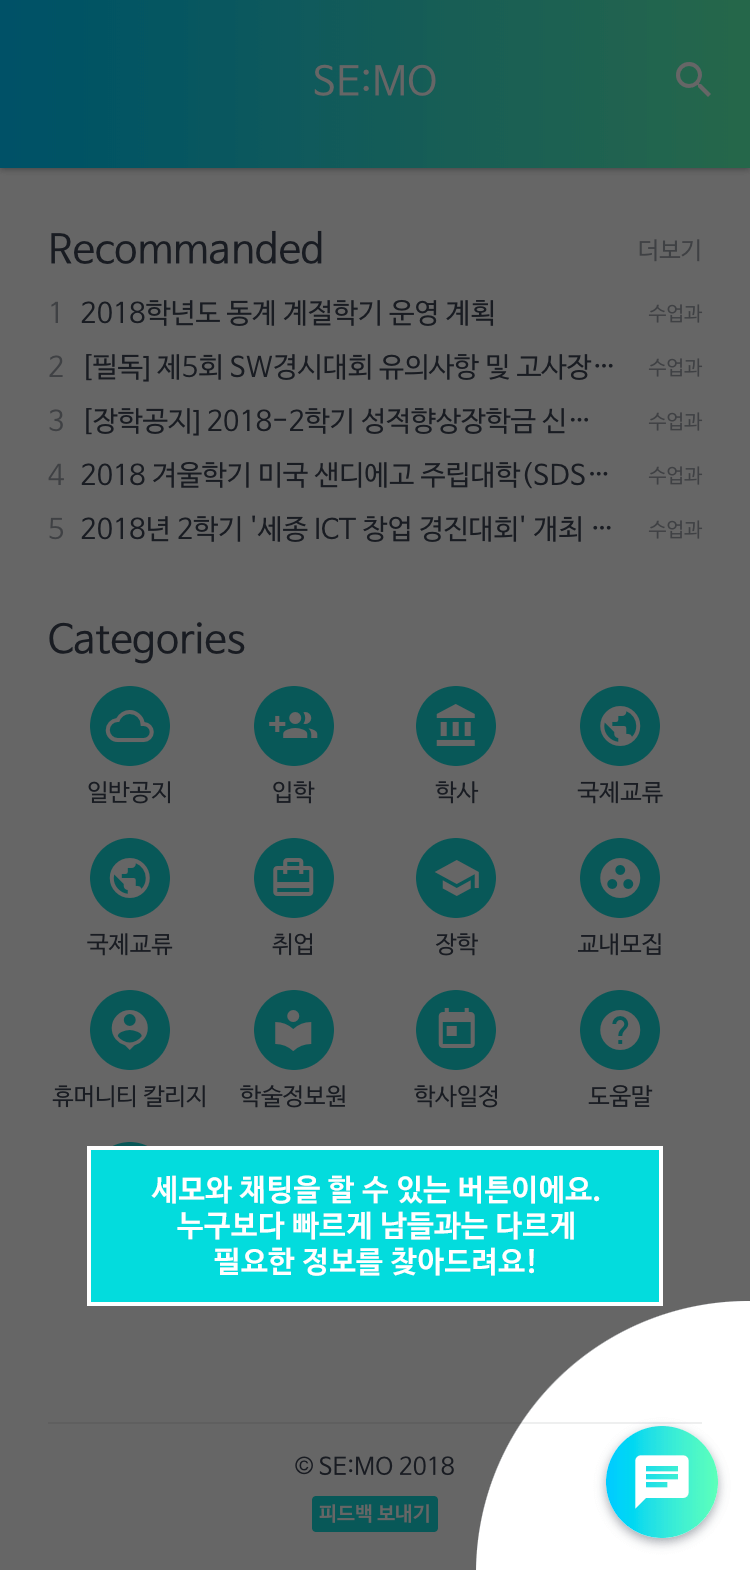 SE:MO
Recommanded
더보기
1 2018학년도 동계 계절학기 운영 계획 수업과
2 [필독] 제5회 SW경시대회 유의사항 및 고사장… 수업과
3 [장학공지] 2018-2학기 성적향상장학금 신… 수업과
4 2018 겨울학기 미국 샌디에고 주립대학(SDS… 수업과
5 2018년 2학기 '세종 ICT 창업 경진대회' 개최 … 수업과
Categories
일반공지 입학 학사 국제교류
국제교류 취업 장학 교내모집
휴머니티 칼리지 학술정보원 학사일정 도움말
세모와 채팅을 할 수 있는 버튼이에요.
누구보다 빠르게 남들과는 다르게
필요한 정보를 찾아드려요!
© SE:MO 2018
피드백 보내기